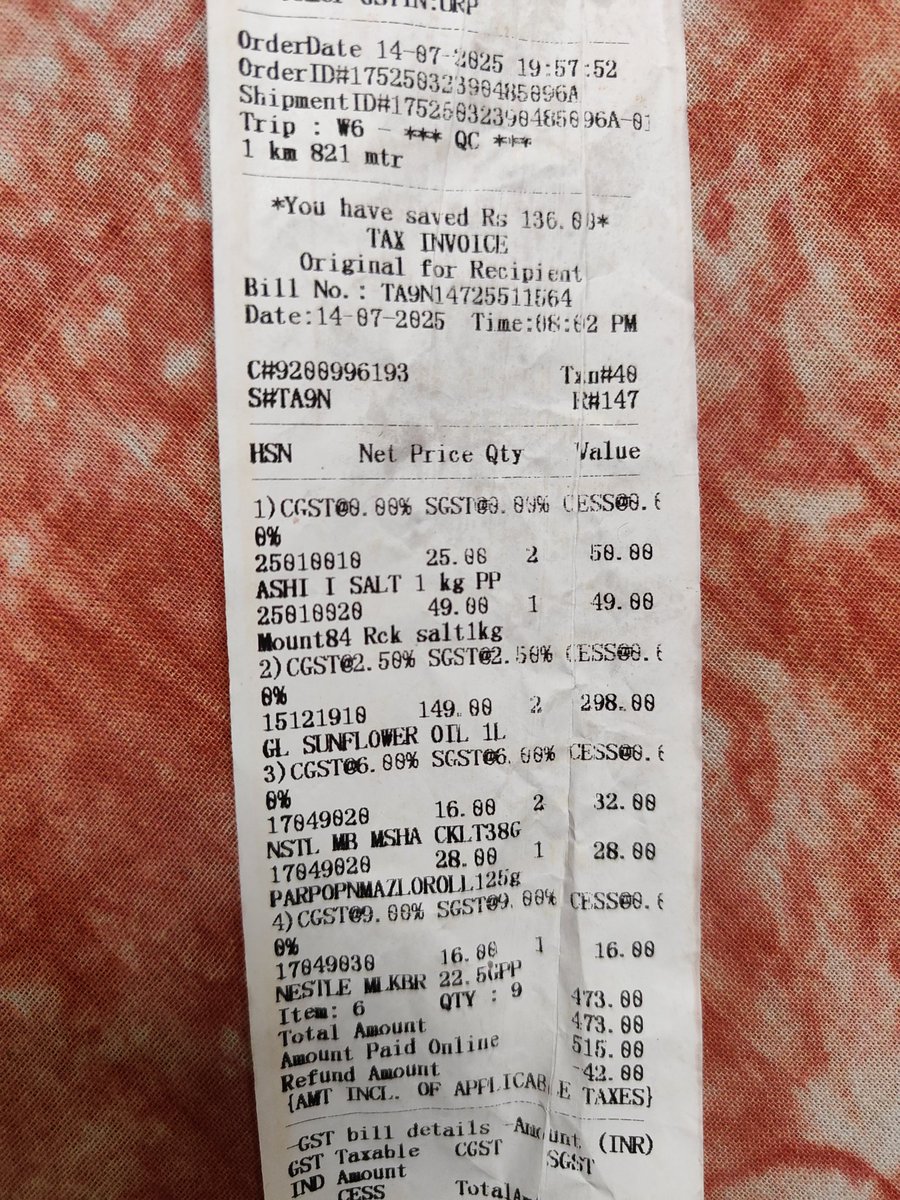 GSTIN:URP
OrderDate 14-07-2025 19:57:52
OrderID#17525032390485096A
ShipmentID#17525032390485096A-01
Trip : W6 - *** QC ***
1 km 821 mtr
*You have saved Rs 136.00*
TAX INVOICE
Original for Recipient
Bill No.: TA9N14725511564
Date:14-07-2025 Time:08:02 PM
C#9200996193 Txn#40
S#TA9N R#147
HSN Net Price Qty Value
1)CGST@0.00% SGST@0.00% CESS@0.0
0%
25010010 25.00 2 50.00
ASHI I SALT 1 kg PP
25010020 49.00 1 49.00
Mount84 Rck salt1kg
2)CGST@2.50% SGST@2.50% CESS@0.0
0%
15121910 149.00 2 298.00
GL SUNFLOWER OIL 1L
3)CGST@6.00% SGST@6.00% CESS@0.0
0%
17049020 16.00 2 32.00
NSTL MB MSHA CKLT38G
17049020 28.00 1 28.00
PARPOPNMAZLOROLL125g
4)CGST@9.00% SGST@9.00% CESS@0.0
0%
17049030 16.00 1 16.00
NESTLE MLKBR 22.5GPP
Item: 6 QTY : 9 473.00
Total Amount 473.00
Amount Paid Online 515.00
Refund Amount -42.00
{AMT INCL. OF APPLICABLE TAXES}
-GST bill details -Amount (INR)
GST Taxable CGST SGST
IND Amount
CESS Total